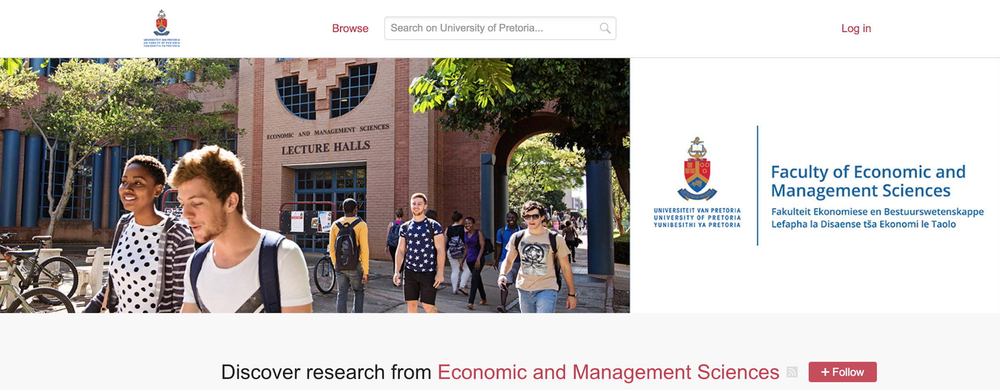 UNIVERSITEIT VAN PRETORIA
UNIVERSITY OF PRETORIA
YUNIBESITHI YA PRETORIA
Browse
Search on University of Pretoria...
Log in
ECONOMIC AND MANAGEMENT SCIENCES
LECTURE HALLS
UNIVERSITEIT VAN PRETORIA
UNIVERSITY OF PRETORIA
YUNIBESITHI YA PRETORIA
Faculty of Economic and
Management Sciences
Fakulteit Ekonomiese en Bestuurswetenskappe
Lefapha la Disaense tša Ekonomi le Taolo
Discover research from Economic and Management Sciences
+ Follow